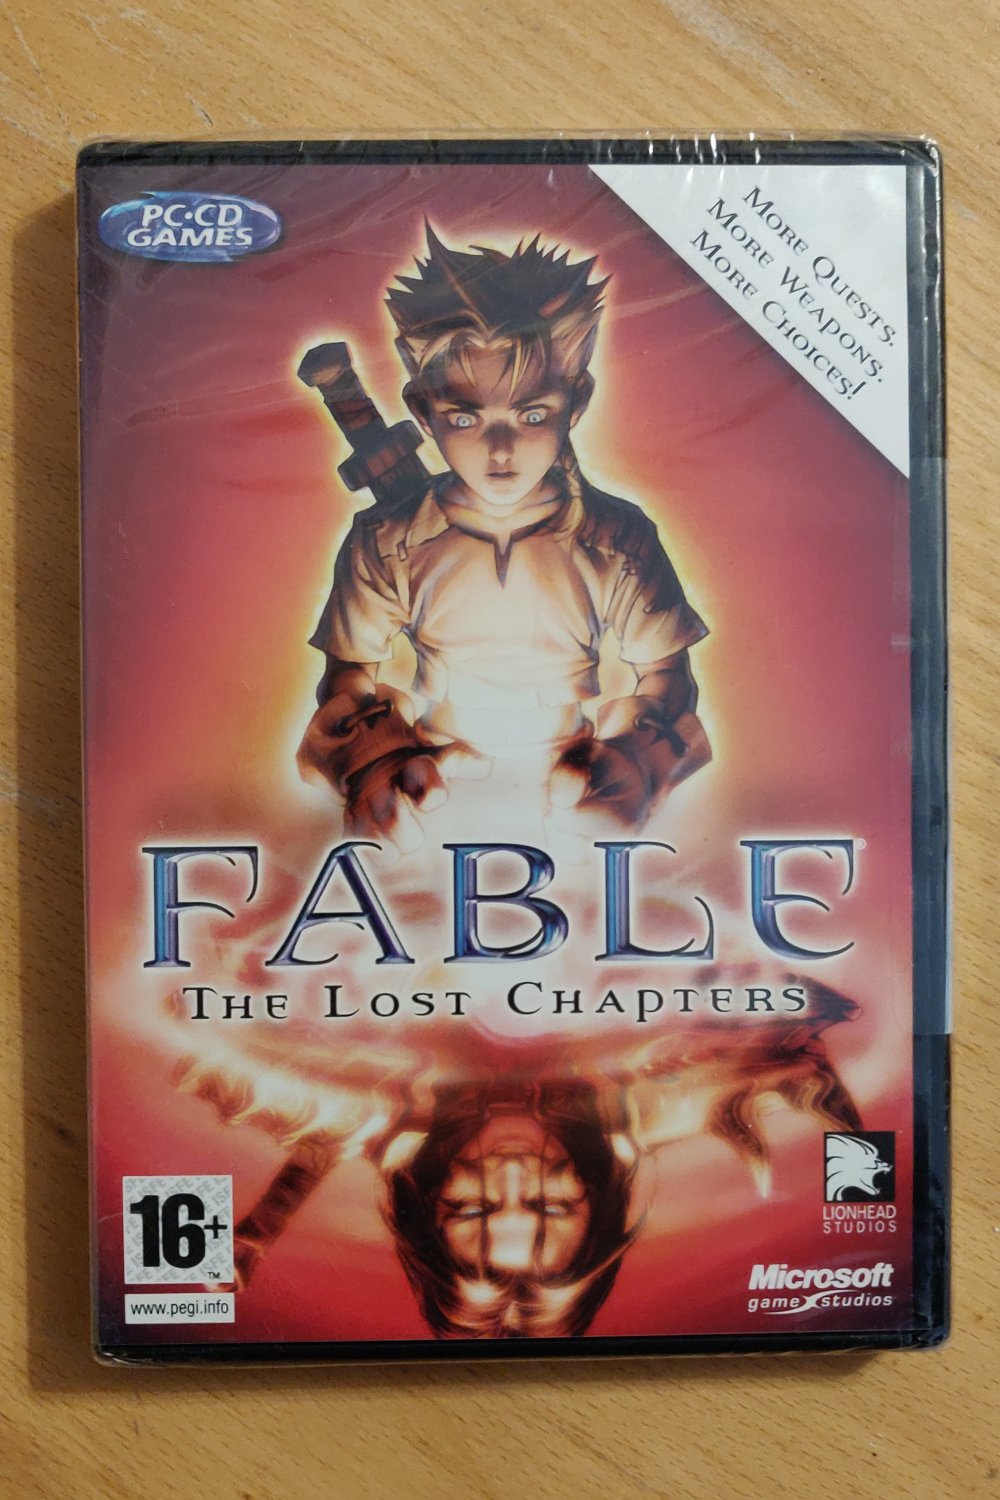 PC·CD
GAMES
More Quests.
More Weapons.
More Choices!
FABLE®
The Lost Chapters
16+
TM
www.pegi.info
LIONHEAD
STUDIOS
Microsoft
game studios